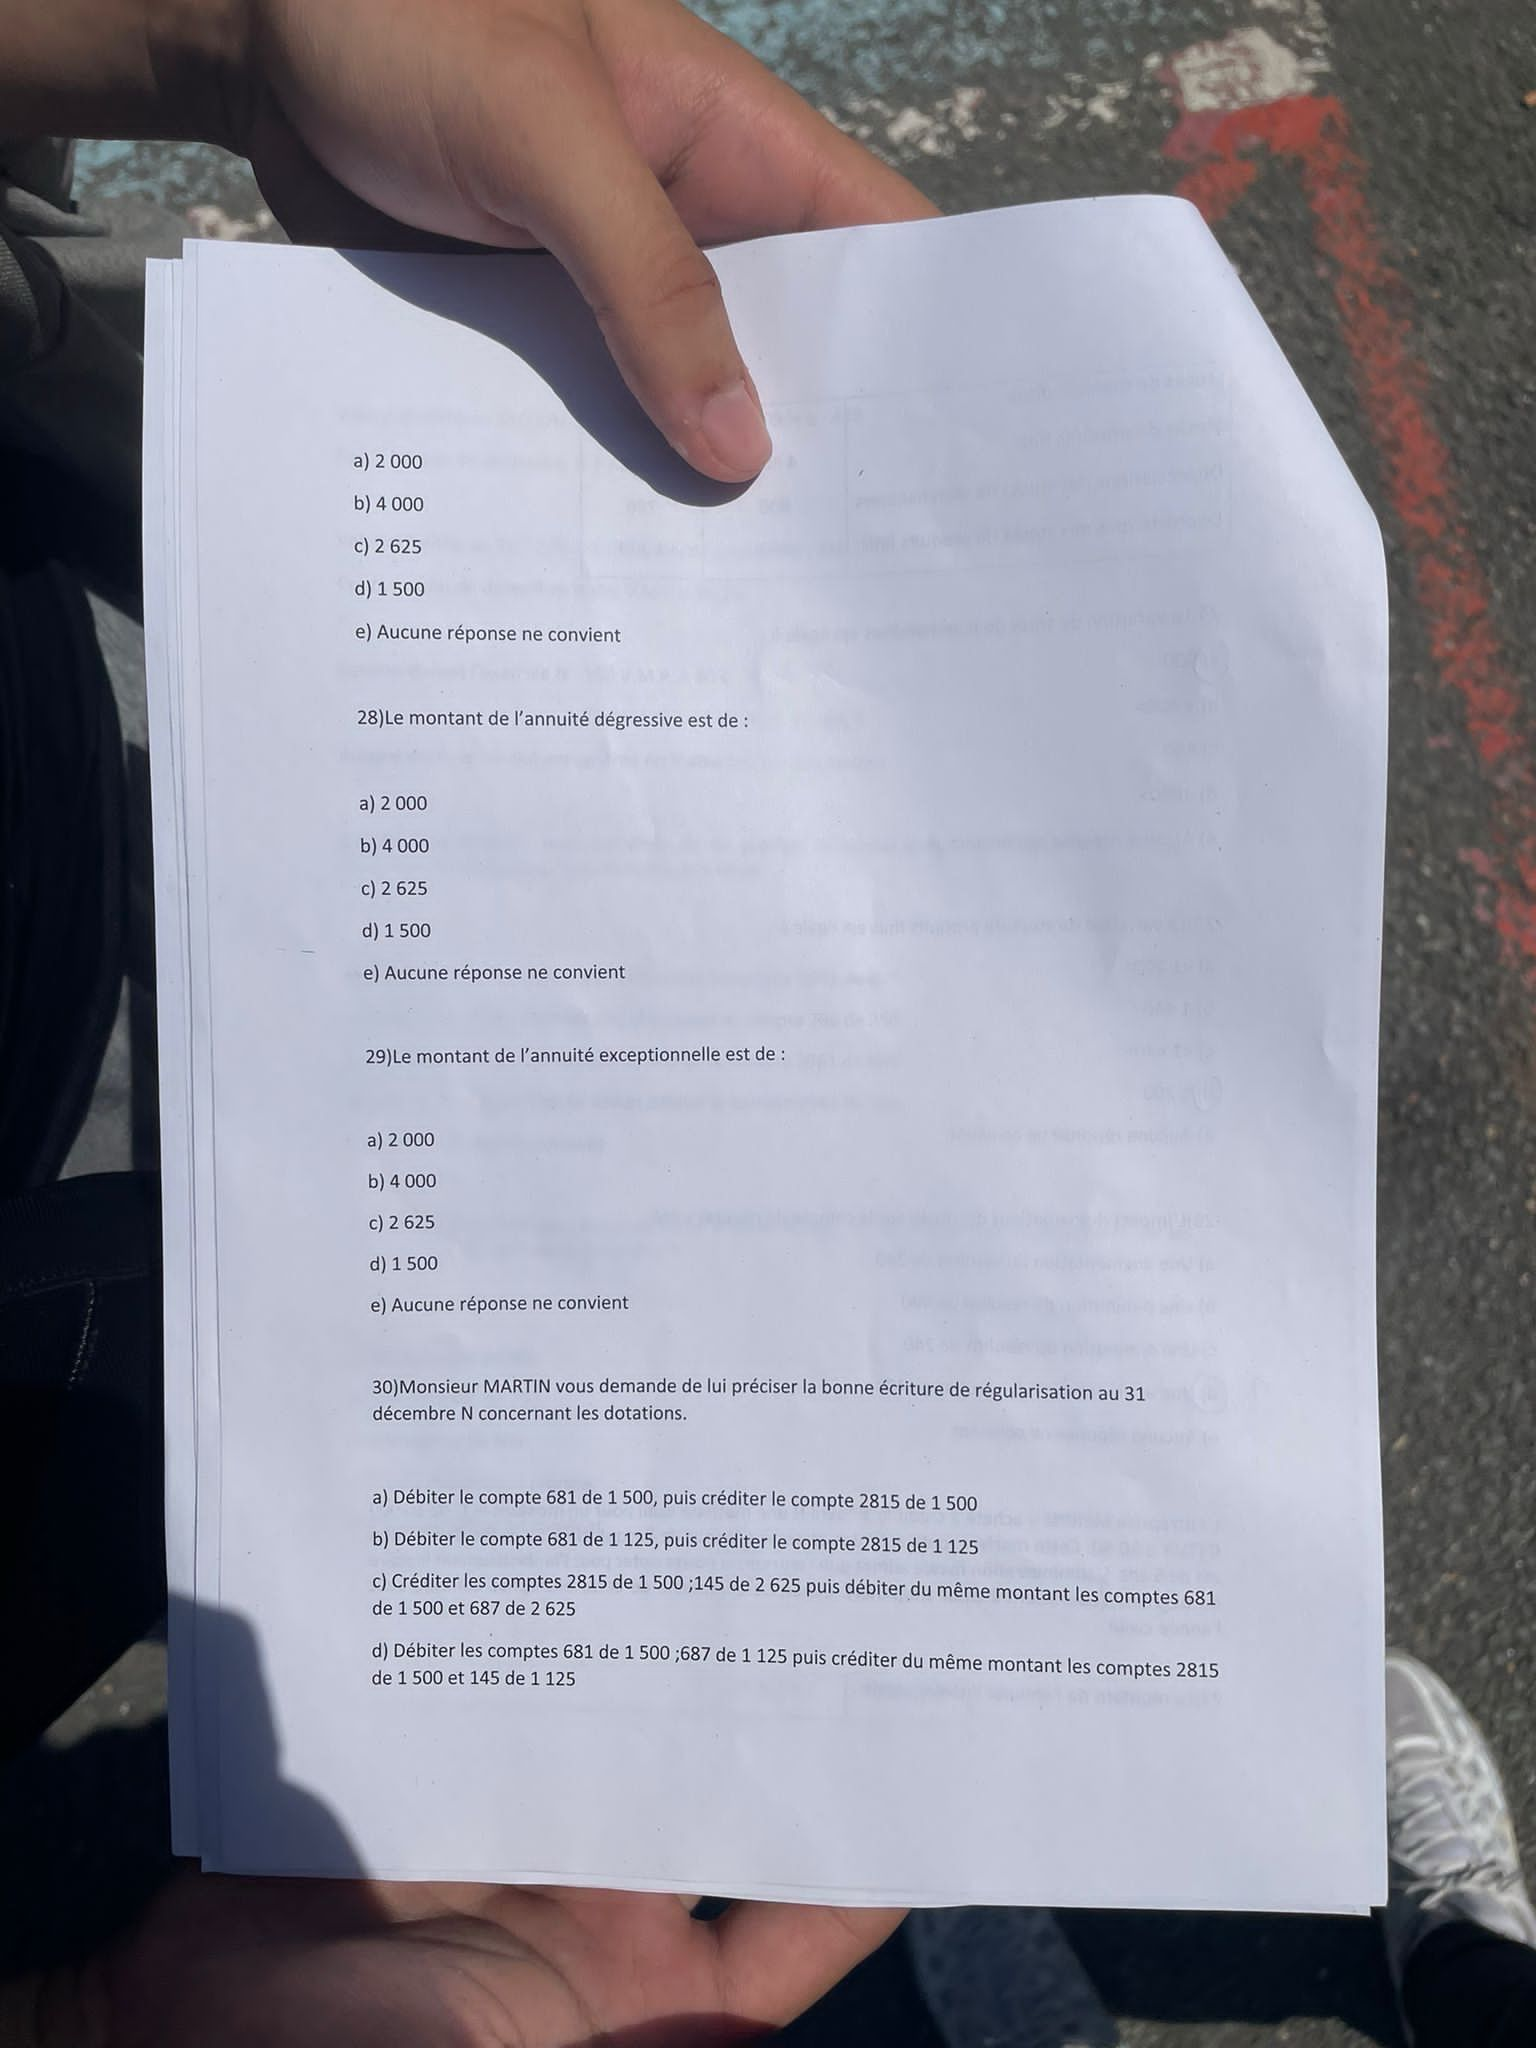 a) 2 000
b) 4 000
c) 2 625
d) 1 500
e) Aucune réponse ne convient
28)Le montant de l'annuité dégressive est de :
a) 2 000
b) 4 000
c) 2 625
d) 1 500
e) Aucune réponse ne convient
29)Le montant de l'annuité exceptionnelle est de :
a) 2 000
b) 4 000
c) 2 625
d) 1 500
e) Aucune réponse ne convient
30)Monsieur MARTIN vous demande de lui préciser la bonne écriture de régularisation au 31
décembre N concernant les dotations.
a) Débiter le compte 681 de 1 500, puis créditer le compte 2815 de 1 500
b) Débiter le compte 681 de 1 125, puis créditer le compte 2815 de 1 125
c) Créditer les comptes 2815 de 1 500 ;145 de 2 625 puis débiter du même montant les comptes 681
de 1 500 et 687 de 2 625
d) Débiter les comptes 681 de 1 500 ;687 de 1 125 puis créditer du même montant les comptes 2815
de 1 500 et 145 de 1 125